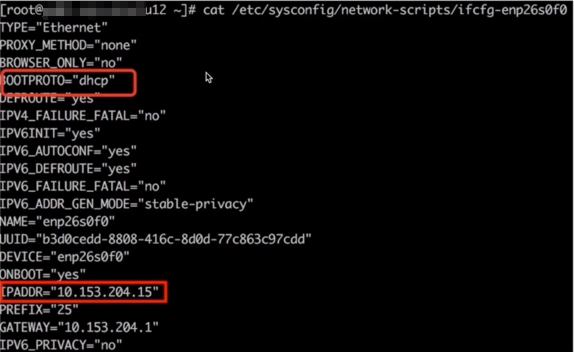 [root@ u12 ~]# cat /etc/sysconfig/network-scripts/ifcfg-enp26s0f0
TYPE="Ethernet"
PROXY_METHOD="none"
BROWSER_ONLY="no"
BOOTPROTO="dhcp"
DEFROUTE="yes"
IPV4_FAILURE_FATAL="no"
IPV6INIT="yes"
IPV6_AUTOCONF="yes"
IPV6_DEFROUTE="yes"
IPV6_FAILURE_FATAL="no"
IPV6_ADDR_GEN_MODE="stable-privacy"
NAME="enp26s0f0"
UUID="b3d0cedd-8808-416c-8d0d-77c863c97cdd"
DEVICE="enp26s0f0"
ONBOOT="yes"
IPADDR="10.153.204.15"
PREFIX="25"
GATEWAY="10.153.204.1"
IPV6_PRIVACY="no"